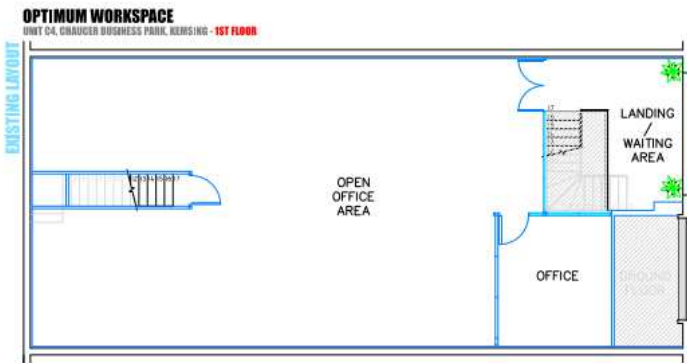 OPTIMUM WORKSPACE
UNIT C4, CHAUCER BUSINESS PARK, KEMSING - 1ST FLOOR
EXISTING LAYOUT
LANDING
/
WAITING
AREA
OPEN
OFFICE
AREA
OFFICE
GROUND
FLOOR